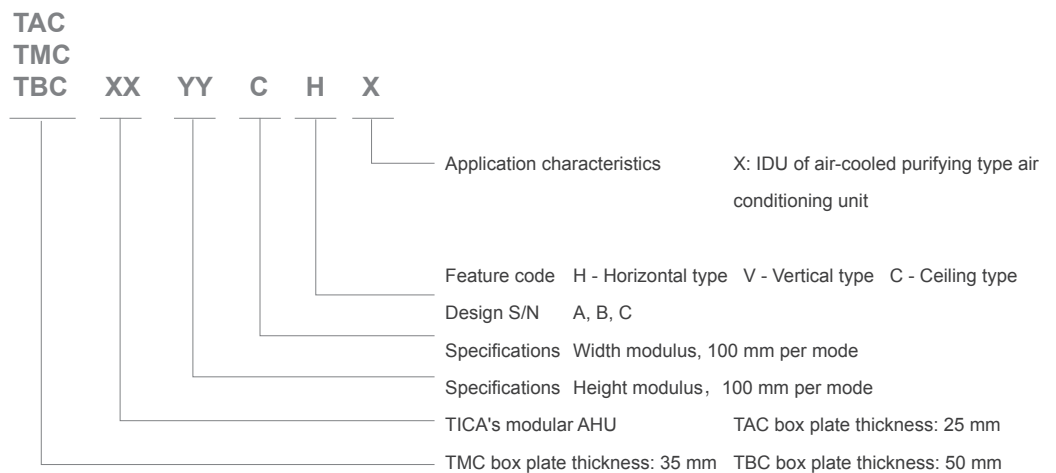 TAC
TMC
TBC XX YY C H X
Application characteristics X: IDU of air-cooled purifying type air
conditioning unit
Feature code H - Horizontal type V - Vertical type C - Ceiling type
Design S/N A, B, C
Specifications Width modulus, 100 mm per mode
Specifications Height modulus，100 mm per mode
TICA's modular AHU TAC box plate thickness: 25 mm
TMC box plate thickness: 35 mm TBC box plate thickness: 50 mm